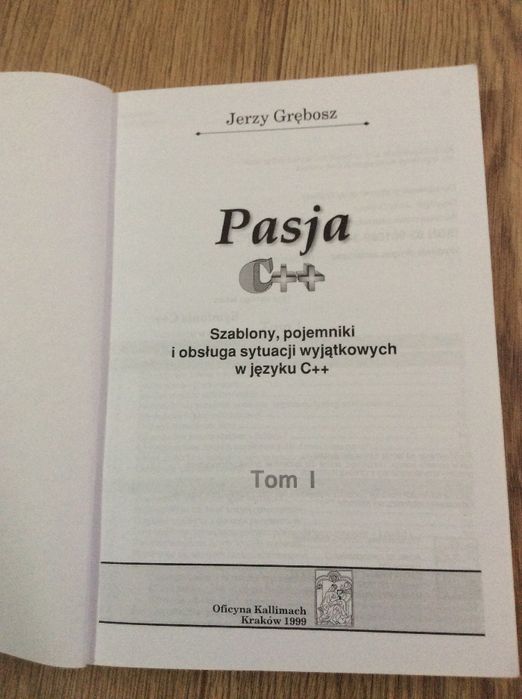 Jerzy Grębosz
Pasja
C++
Szablony, pojemniki
i obsługa sytuacji wyjątkowych
w języku C++
Tom I
Oficyna Kallimach
Kraków 1999